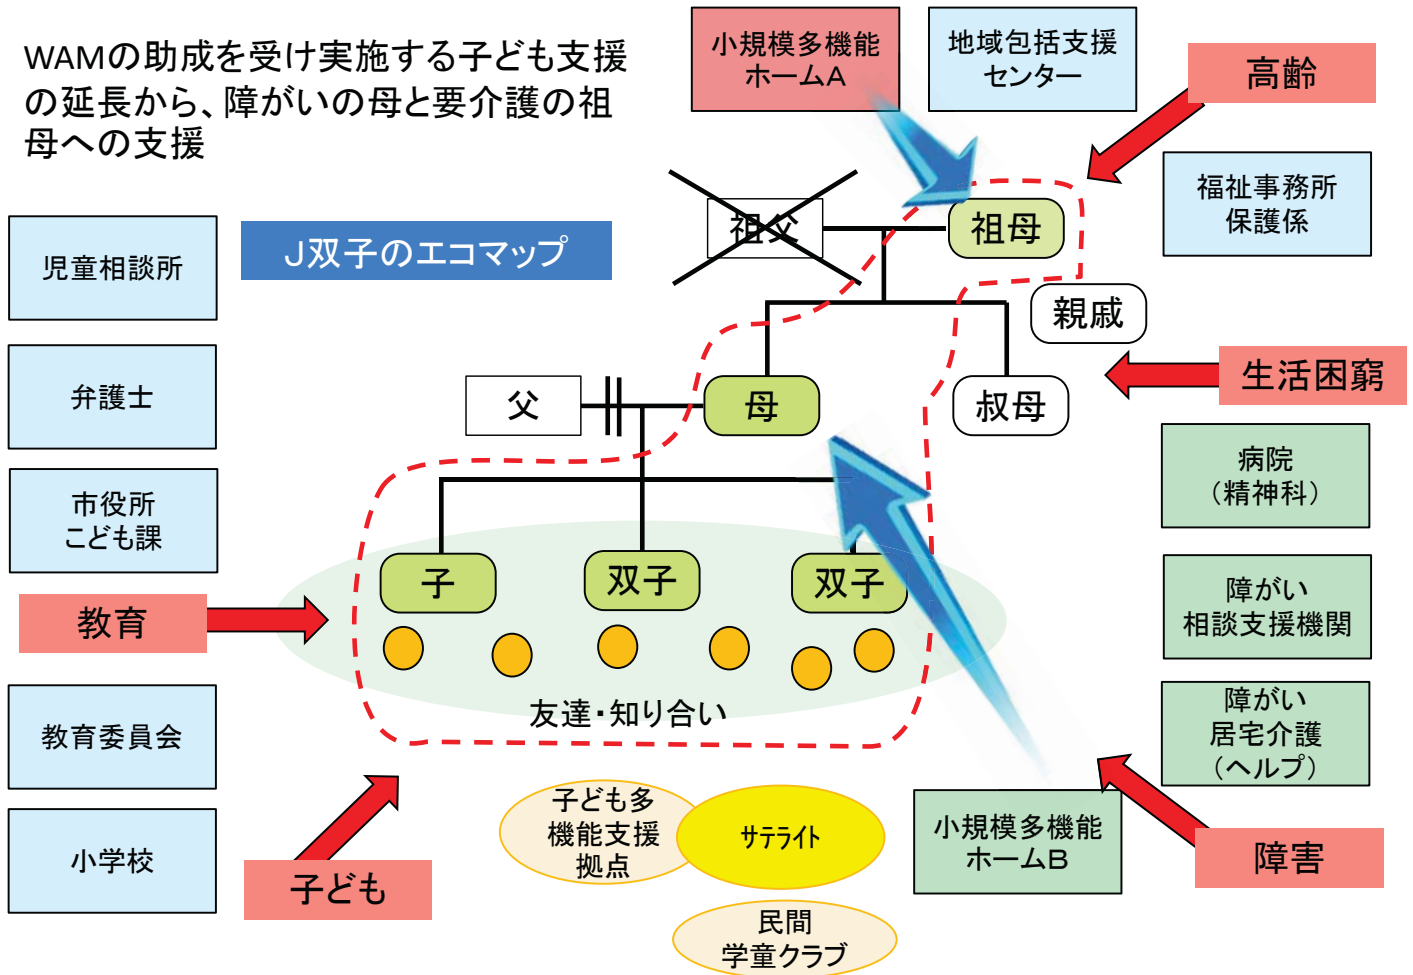 WAMの助成を受け実施する子ども支援
の延長から、障がいの母と要介護の祖
母への支援
小規模多機能
ホームA
地域包括支援
センター
高齢
福祉事務所
保護係
児童相談所
J双子のエコマップ
祖父
祖母
親戚
弁護士
父
母
叔母
生活困窮
病院
（精神科）
市役所
こども課
子
双子
双子
障がい
相談支援機関
教育
友達・知り合い
教育委員会
障がい
居宅介護
（ヘルプ）
子ども多
機能支援
拠点
サテライト
小規模多機能
ホームB
障害
小学校
子ども
民間
学童クラブ